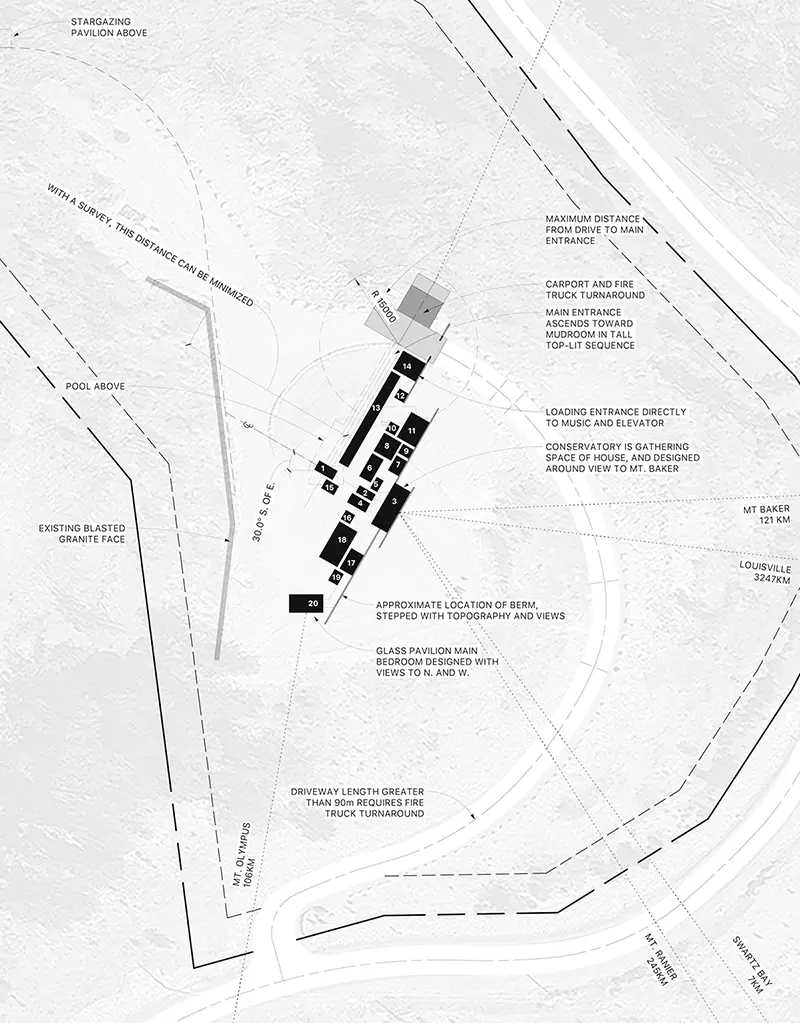 STARGAZING
PAVILION ABOVE
WITH A SURVEY, THIS DISTANCE CAN BE MINIMIZED
MAXIMUM DISTANCE
FROM DRIVE TO MAIN
ENTRANCE
CARPORT AND FIRE
TRUCK TURNAROUND
R 15000
MAIN ENTRANCE
ASCENDS TOWARD
MUDROOM IN TALL
TOP-LIT SEQUENCE
14
POOL ABOVE
12
13
LOADING ENTRANCE DIRECTLY
TO MUSIC AND ELEVATOR
10
11
8
9
CONSERVATORY IS GATHERING
SPACE OF HOUSE, AND DESIGNED
AROUND VIEW TO MT. BAKER
1
6
7
15
5
2
4
3
30.0° S. OF E.
16
MT BAKER
121 KM
EXISTING BLASTED
GRANITE FACE
18
17
LOUISVILLE
3247KM
19
20
APPROXIMATE LOCATION OF BERM,
STEPPED WITH TOPOGRAPHY AND VIEWS
GLASS PAVILION MAIN
BEDROOM DESIGNED WITH
VIEWS TO N. AND W.
DRIVEWAY LENGTH GREATER
THAN 90m REQUIRES FIRE
TRUCK TURNAROUND
MT. OLYMPUS
106KM
MT. RANIER
245KM
SWARTZ BAY
7KM